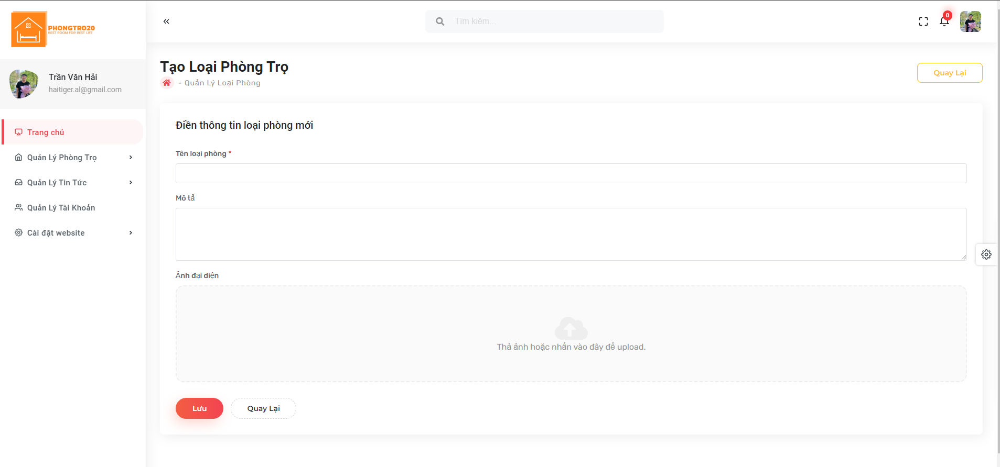 PHONGTRO20
BEST ROOM FOR BEST LIFE
Tìm kiếm...
0
Trần Văn Hải
haitiger.al@gmail.com
Trang chủ
Quản Lý Phòng Trọ
Quản Lý Tin Tức
Quản Lý Tài Khoản
Cài đặt website
Tạo Loại Phòng Trọ
- Quản Lý Loại Phòng
Quay Lại
Điền thông tin loại phòng mới
Tên loại phòng *
Mô tả
Ảnh đại diện
Thả ảnh hoặc nhấn vào đây để upload.
Lưu
Quay Lại